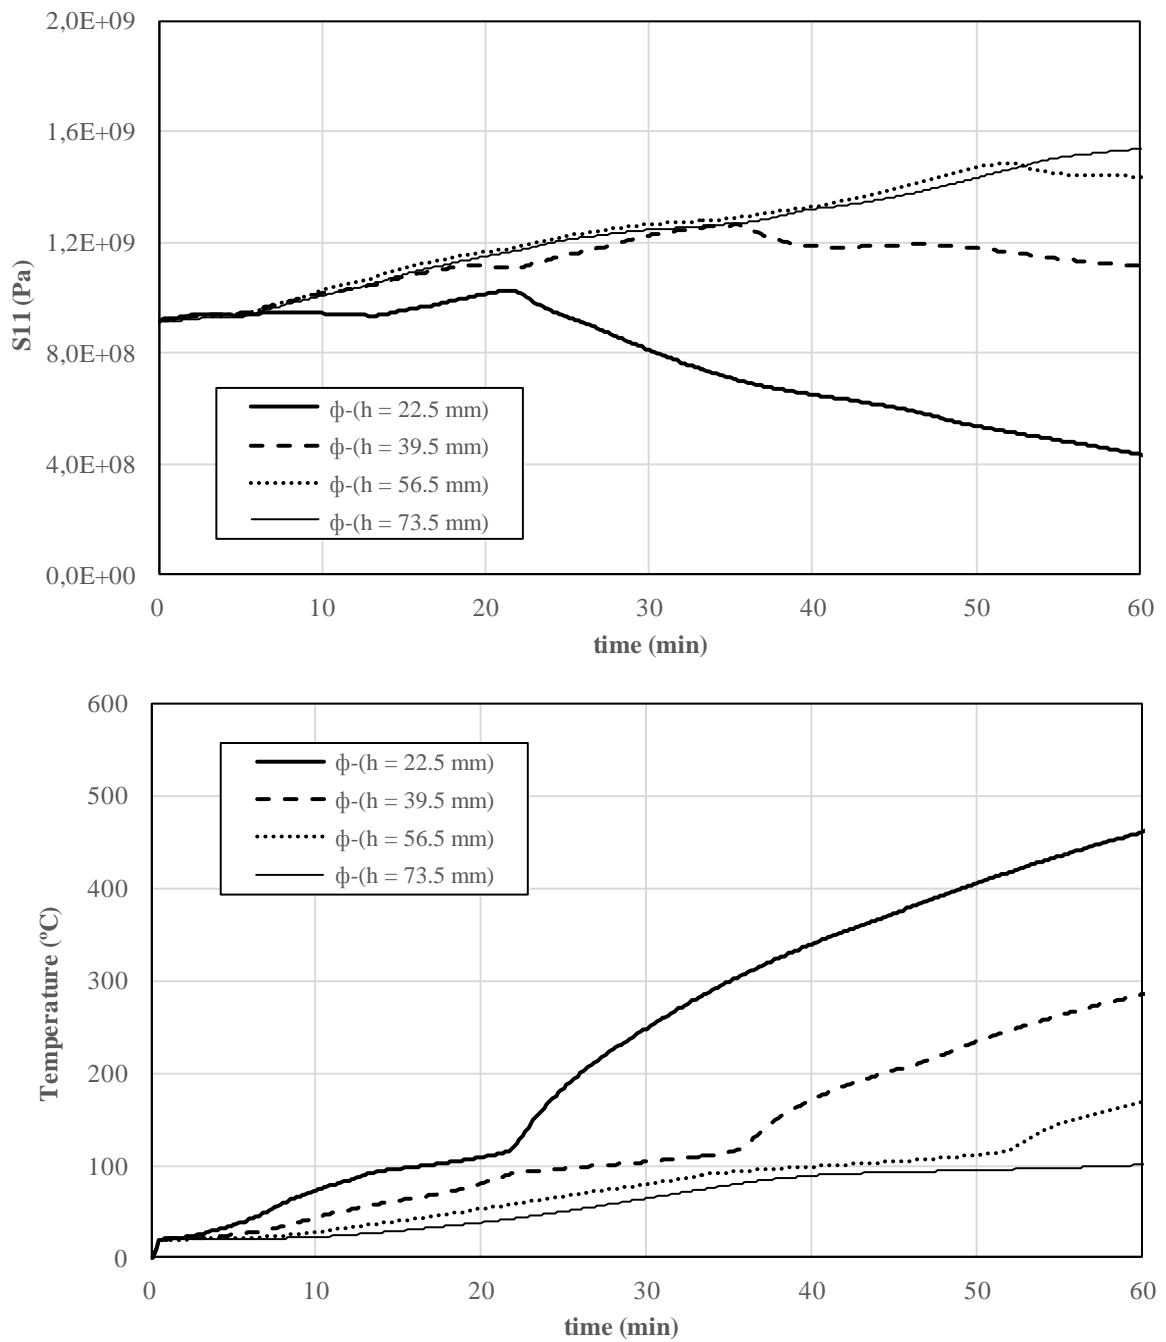 2,0E+09
1,6E+09
1,2E+09
8,0E+08
4,0E+08
0,0E+00
S11 (Pa)
ф-(h = 22.5 mm)
ф-(h = 39.5 mm)
ф-(h = 56.5 mm)
ф-(h = 73.5 mm)
0 10 20 30 40 50 60
time (min)
600
500
400
300
200
100
0
Temperature (ºC)
ф-(h = 22.5 mm)
ф-(h = 39.5 mm)
ф-(h = 56.5 mm)
ф-(h = 73.5 mm)
0 10 20 30 40 50 60
time (min)